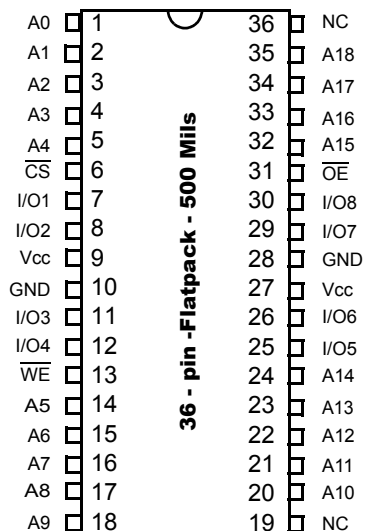 A0 1 36 NC
A1 2 35 A18
A2 3 34 A17
A3 4 33 A16
A4 5 32 A15
C̅S̅ 6 31 O̅E̅
I/O1 7 30 I/O8
I/O2 8 29 I/O7
Vcc 9 28 GND
GND 10 27 Vcc
I/O3 11 26 I/O6
I/O4 12 25 I/O5
W̅E̅ 13 24 A14
A5 14 23 A13
A6 15 22 A12
A7 16 21 A11
A8 17 20 A10
A9 18 19 NC
36 - pin -Flatpack - 500 Mils